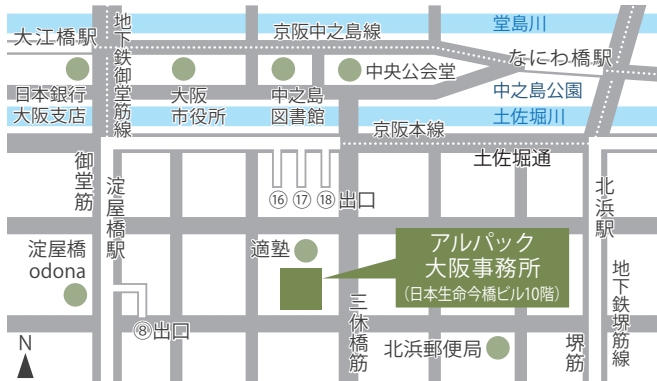 堂島川
大江橋駅
地下鉄御堂筋線
京阪中之島線
なにわ橋駅
中央公会堂
日本銀行
大阪支店
大阪
市役所
中之島
図書館
中之島公園
土佐堀川
京阪本線
土佐堀通
御堂筋
淀屋橋駅
⑯ ⑰ ⑱ 出口
北浜駅
淀屋橋
odona
適塾
アルパック
大阪事務所
(日本生命今橋ビル10階)
地下鉄堺筋線
⑧出口
三休橋筋
北浜郵便局
堺筋
N